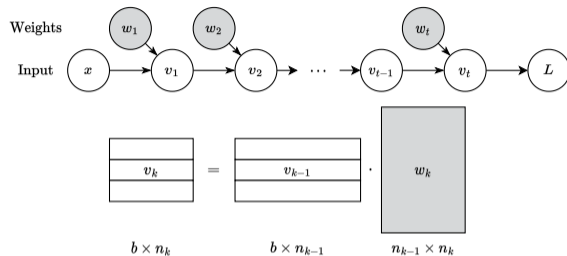 Weights w₁ w₂ wₜ
Input x v₁ v₂ ⋯ vₜ₋₁ vₜ L
vₖ = vₖ₋₁ · wₖ
b × nₖ b × nₖ₋₁ nₖ₋₁ × nₖ